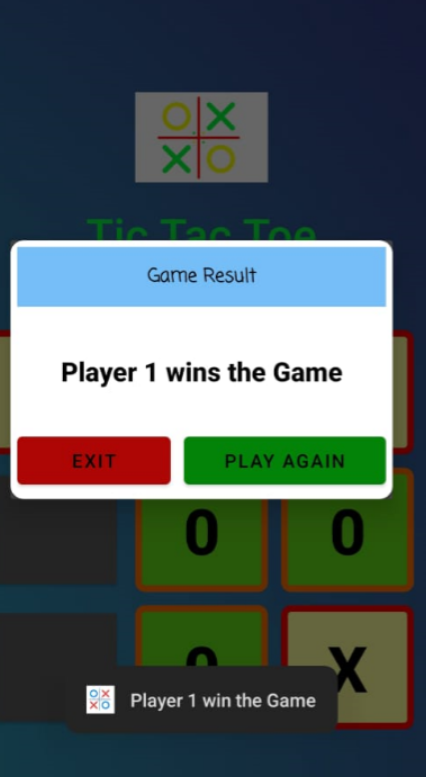 Tic Tac Toe
Game Result
Player 1 wins the Game
EXIT PLAY AGAIN
0 0
0 X
Player 1 win the Game